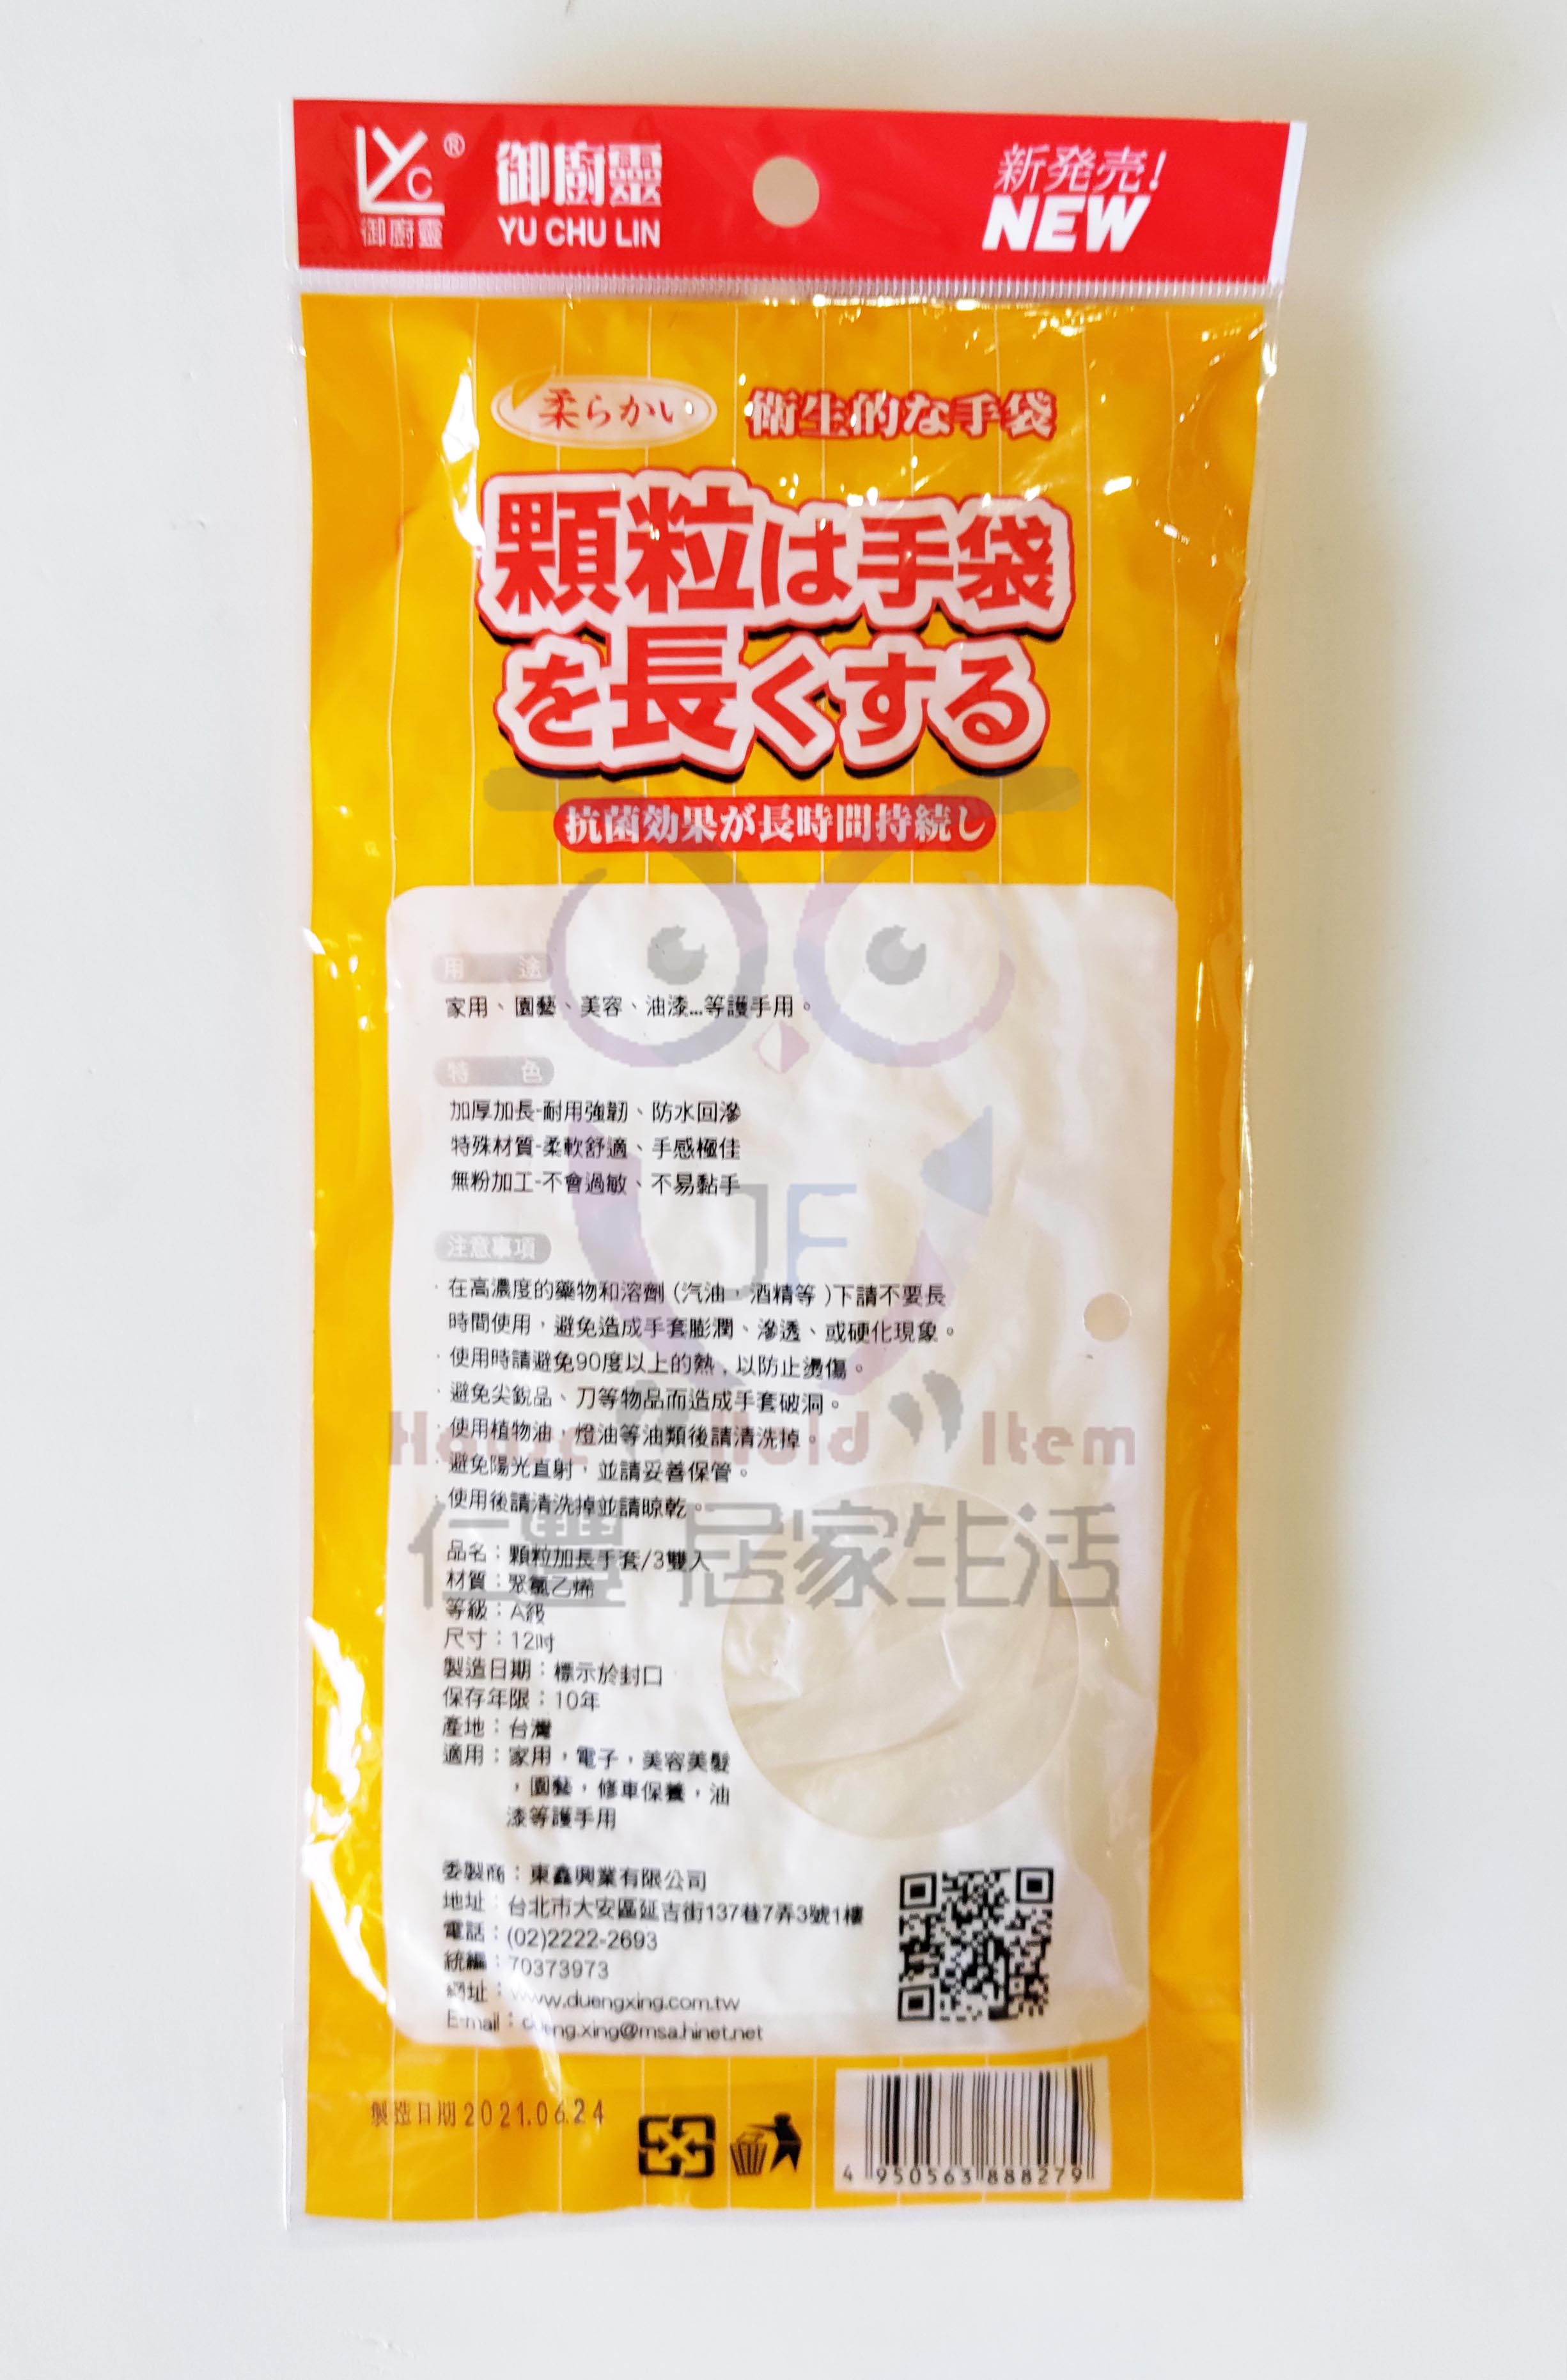 LYC®
御廚靈
御廚靈
YU CHU LIN
新発売!
NEW
柔らかい
衛生的な手袋
顆粒は手袋
を長くする
抗菌効果が長時間持続し
用 途
家用、園藝、美容、油漆...等護手用。
特 色
加厚加長-耐用強韌、防水回滲
特殊材質-柔軟舒適、手感極佳
無粉加工-不會過敏、不易黏手
JF
注意事項
·在高濃度的藥物和溶劑(汽油,酒精等)下請不要長
時間使用,避免造成手套膨潤、滲透、或硬化現象。
·使用時請避免90度以上的熱,以防止燙傷。
·避免尖銳品、刀等物品而造成手套破洞。
·使用植物油,燈油等油類後請清洗掉。
·避免陽光直射,並請妥善保管。
·使用後請清洗掉並請晾乾。
Hold Item
仁豐 居家生活
品名:顆粒加長手套/3雙入
材質:聚氯乙烯
等級:A級
尺寸:12吋
製造日期:標示於封口
保存年限:10年
產地:台灣
適用:家用,電子,美容美髮
,園藝,修車保養,油
漆等護手用
委製商:東鑫興業有限公司
地址:台北市大安區延吉街137巷7弄3號1樓
電話:(02)2222-2693
統編:70373973
網址:www.duengxing.com.tw
E-mail:dueng.xing@msa.hinet.net
製造日期2021.06.24
4 950563 888279